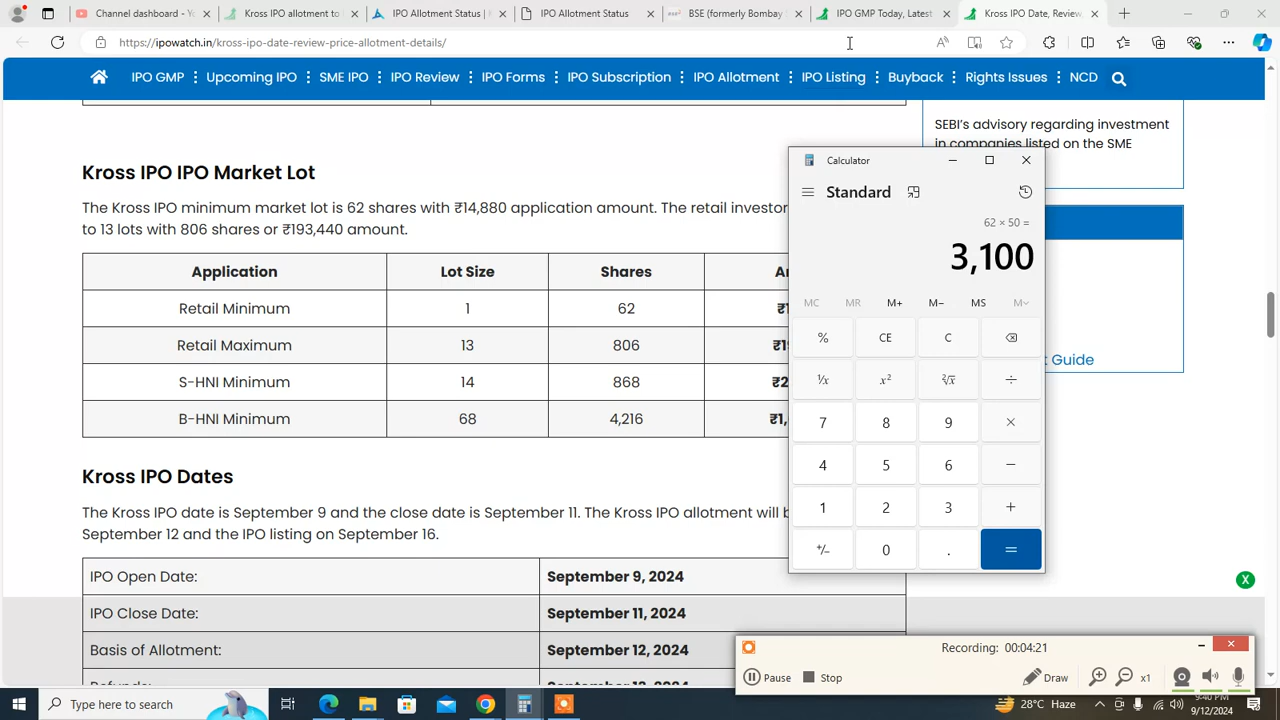 Channel dashboard - Y
Kross IPO allotment to
IPO Allotment Status | K
IPO Allotment Status
BSE (formerly Bombay
IPO GMP Today, Latest
Kross IPO Date, Review,
https://ipowatch.in/kross-ipo-date-review-price-allotment-details/
IPO GMP
Upcoming IPO
SME IPO
IPO Review
IPO Forms
IPO Subscription
IPO Allotment
IPO Listing
Buyback
Rights Issues
NCD
SEBI's advisory regarding investment
in companies listed on the SME
Kross IPO IPO Market Lot
The Kross IPO minimum market lot is 62 shares with ₹14,880 application amount. The retail investor
to 13 lots with 806 shares or ₹193,440 amount.
Application Lot Size Shares
Retail Minimum 1 62
Retail Maximum 13 806
S-HNI Minimum 14 868
B-HNI Minimum 68 4,216
Guide
Kross IPO Dates
The Kross IPO date is September 9 and the close date is September 11. The Kross IPO allotment will
September 12 and the IPO listing on September 16.
IPO Open Date: September 9, 2024
IPO Close Date: September 11, 2024
Basis of Allotment: September 12, 2024
Calculator
Standard
62 × 50 =
3,100
MC MR M+ M− MS M
% CE C
¹/x x² ²√x ÷
7 8 9 ×
4 5 6 −
1 2 3 +
+/− 0 . =
X
Recording: 00:04:21
Pause Stop Draw x1
Type here to search
28°C Haze
9:40 PM
9/12/2024